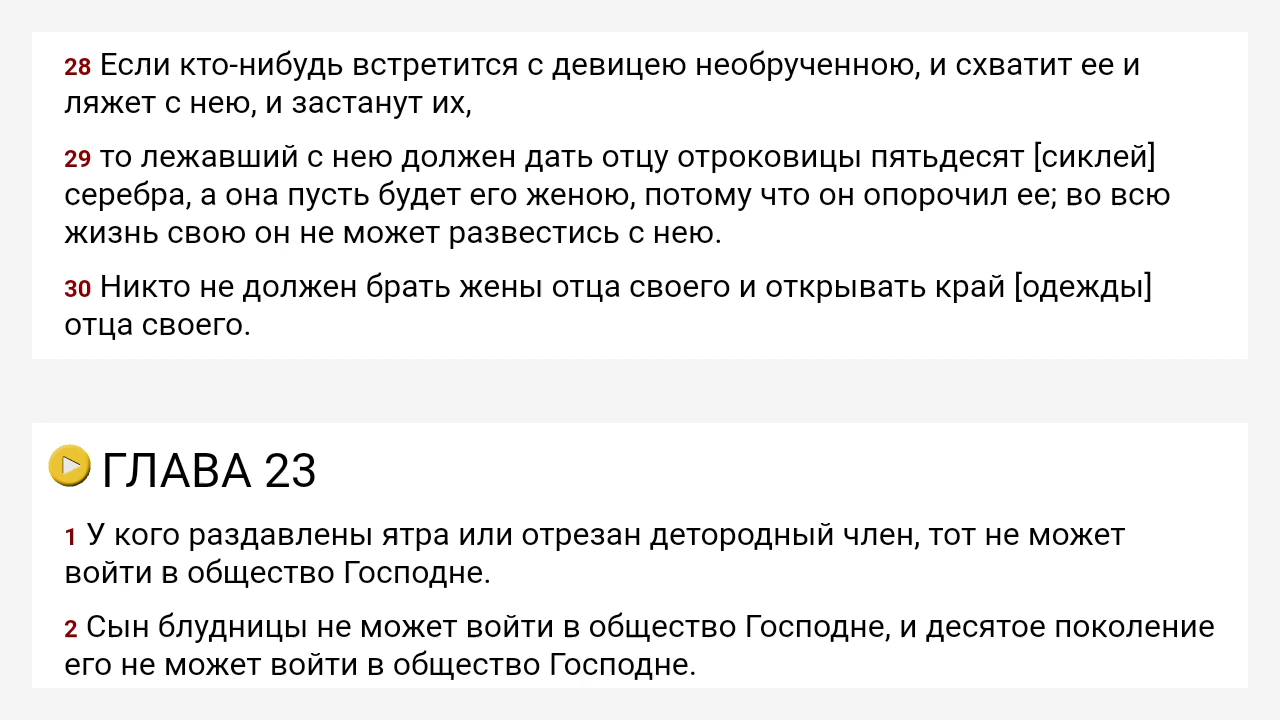 28 Если кто-нибудь встретится с девицею необрученною, и схватит ее и
ляжет с нею, и застанут их,
29 то лежавший с нею должен дать отцу отроковицы пятьдесят [сиклей]
серебра, а она пусть будет его женою, потому что он опорочил ее; во всю
жизнь свою он не может развестись с нею.
30 Никто не должен брать жены отца своего и открывать край [одежды]
отца своего.
ГЛАВА 23
1 У кого раздавлены ятра или отрезан детородный член, тот не может
войти в общество Господне.
2 Сын блудницы не может войти в общество Господне, и десятое поколение
его не может войти в общество Господне.